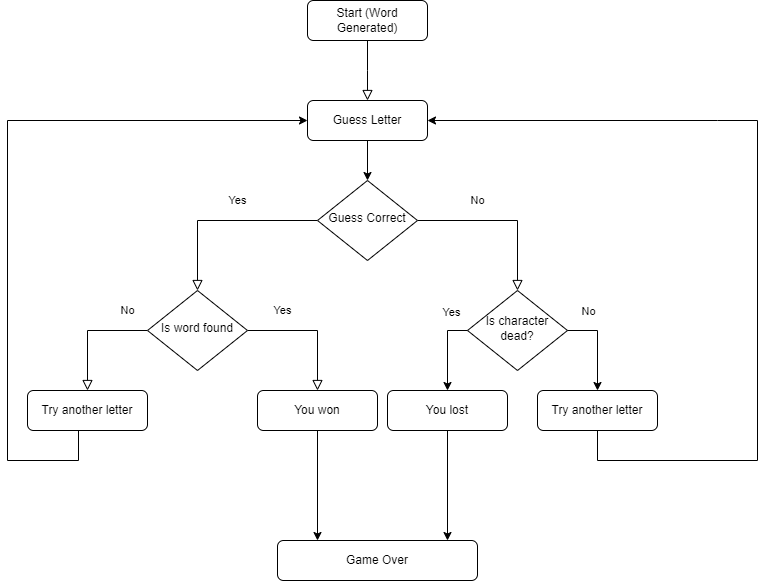 Start (Word
Generated)
Guess Letter
Yes
No
Guess Correct
No
Yes
Is word found
Yes
No
Is character
dead?
Try another letter
You won
You lost
Try another letter
Game Over